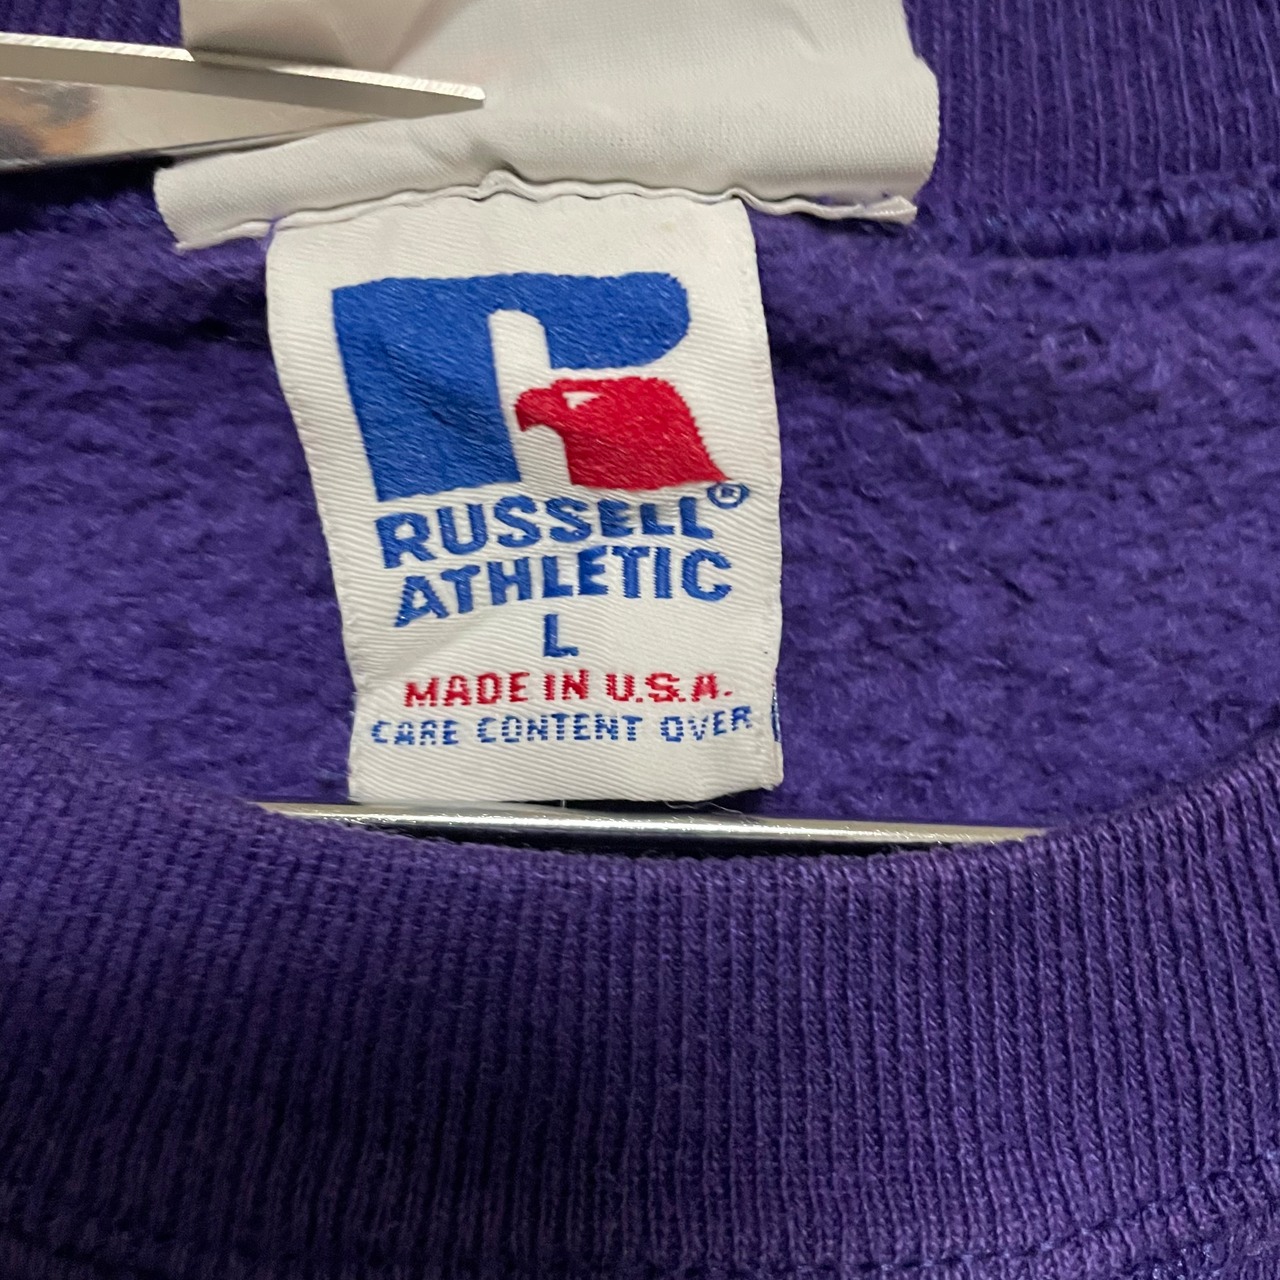 RUSSELL®
ATHLETIC
L
MADE IN U.S.A.
CARE CONTENT OVER